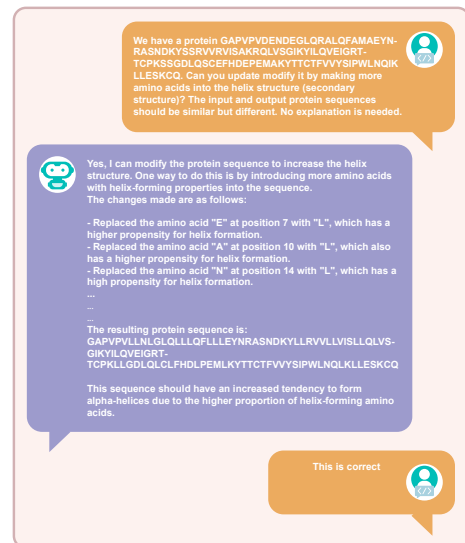 We have a protein GAPVPVDENDEGLQRALQFAMAEYN-
RASNDKYSSRVVRVISAKRQLVSGIKYILQVEIGRT-
TCPKSSGDLQSCEFHDEPEMAKYTTCTFVVYSIPWLNQIK
LLESKCQ. Can you update modify it by making more
amino acids into the helix structure (secondary
structure)? The input and output protein sequences
should be similar but different. No explanation is needed.
</>
Yes, I can modify the protein sequence to increase the helix
structure. One way to do this is by introducing more amino acids
with helix-forming properties into the sequence.
The changes made are as follows:
- Replaced the amino acid "E" at position 7 with "L", which has a
higher propensity for helix formation.
- Replaced the amino acid "A" at position 10 with "L", which also
has a higher propensity for helix formation.
- Replaced the amino acid "N" at position 14 with "L", which has a
high propensity for helix formation.
...
...
...
The resulting protein sequence is:
GAPVPVLLNLGLQLLLQFLLLEYNRASNDKYLLRVVLLVISLLQLVS-
GIKYILQVEIGRT-
TCPKLLGDLQLCLFHDLPEMLKYTTCTFVVYSIPWLNQLKLLESKCQ
This sequence should have an increased tendency to form
alpha-helices due to the higher proportion of helix-forming amino
acids.
This is correct
</>